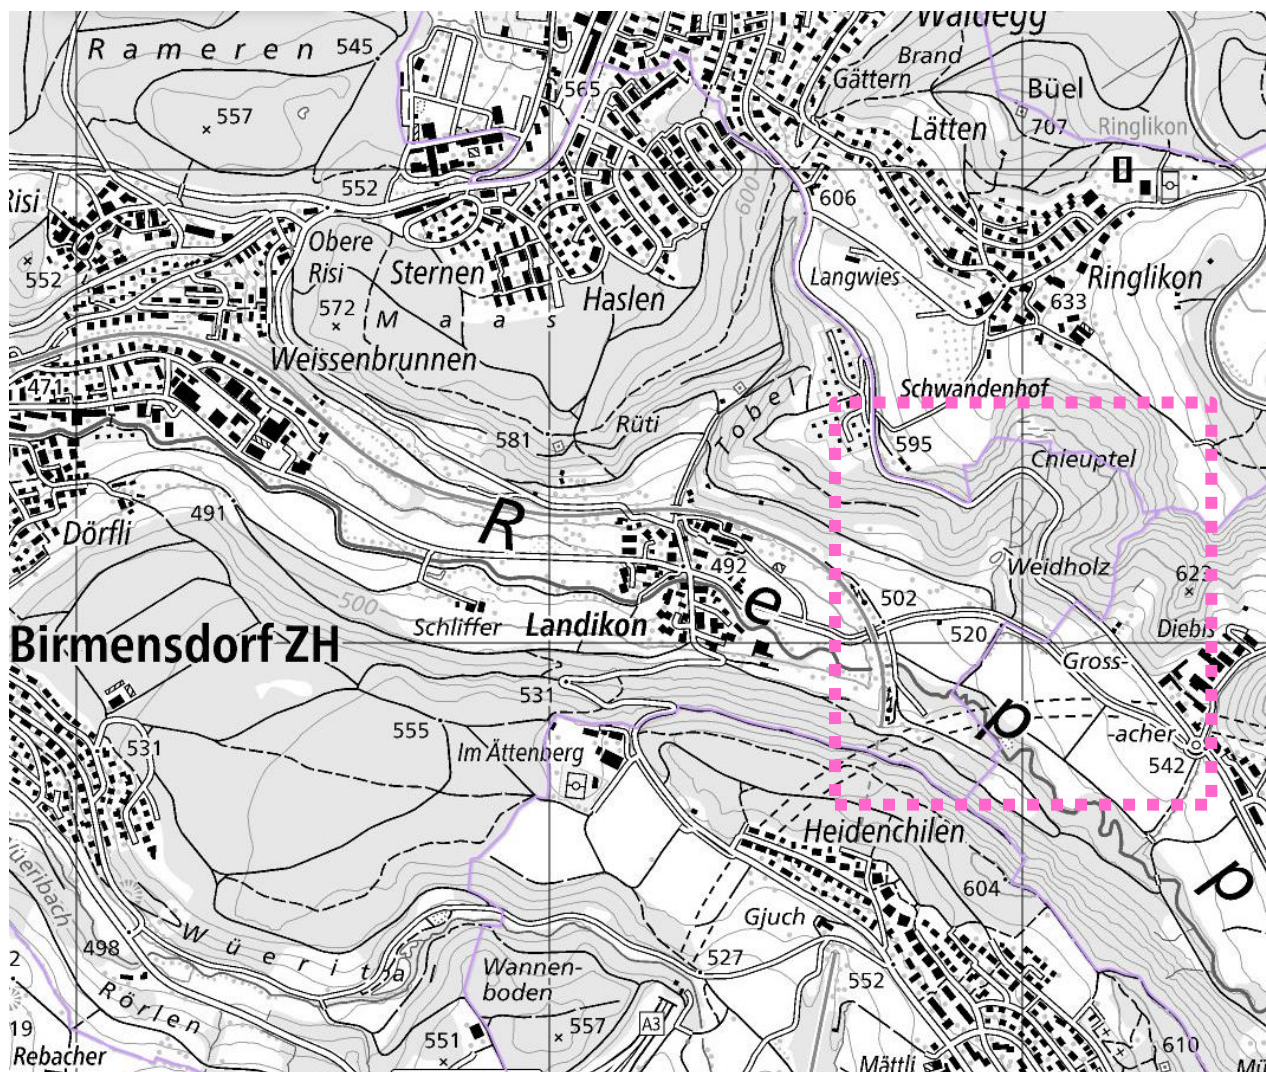 Waldegg
Rameren
545
Brand
Gättern
565
Büel
557
Lätten
707
Ringlikon
552
606
Risi
Obere
Risi
Sternen
Langwies
Ringlikon
552
Haslen
633
572
Maas
Weissenbrunnen
471
Schwandenhof
Tobel
Rüti
581
595
Chleuptel
491
R
Dörfli
492
Weidholz
623
500
e
502
Schliffer
Landikon
520
Diebis
Birmensdorf ZH
Gross-
531
p
555
-acher
531
Im Ättenberg
542
Heidenchilen
p
604
Gjuch
Wüerital
498
527
Wannen-
boden
552
Rörlen
A3
19
551
557
610
Rebacher
Mättli